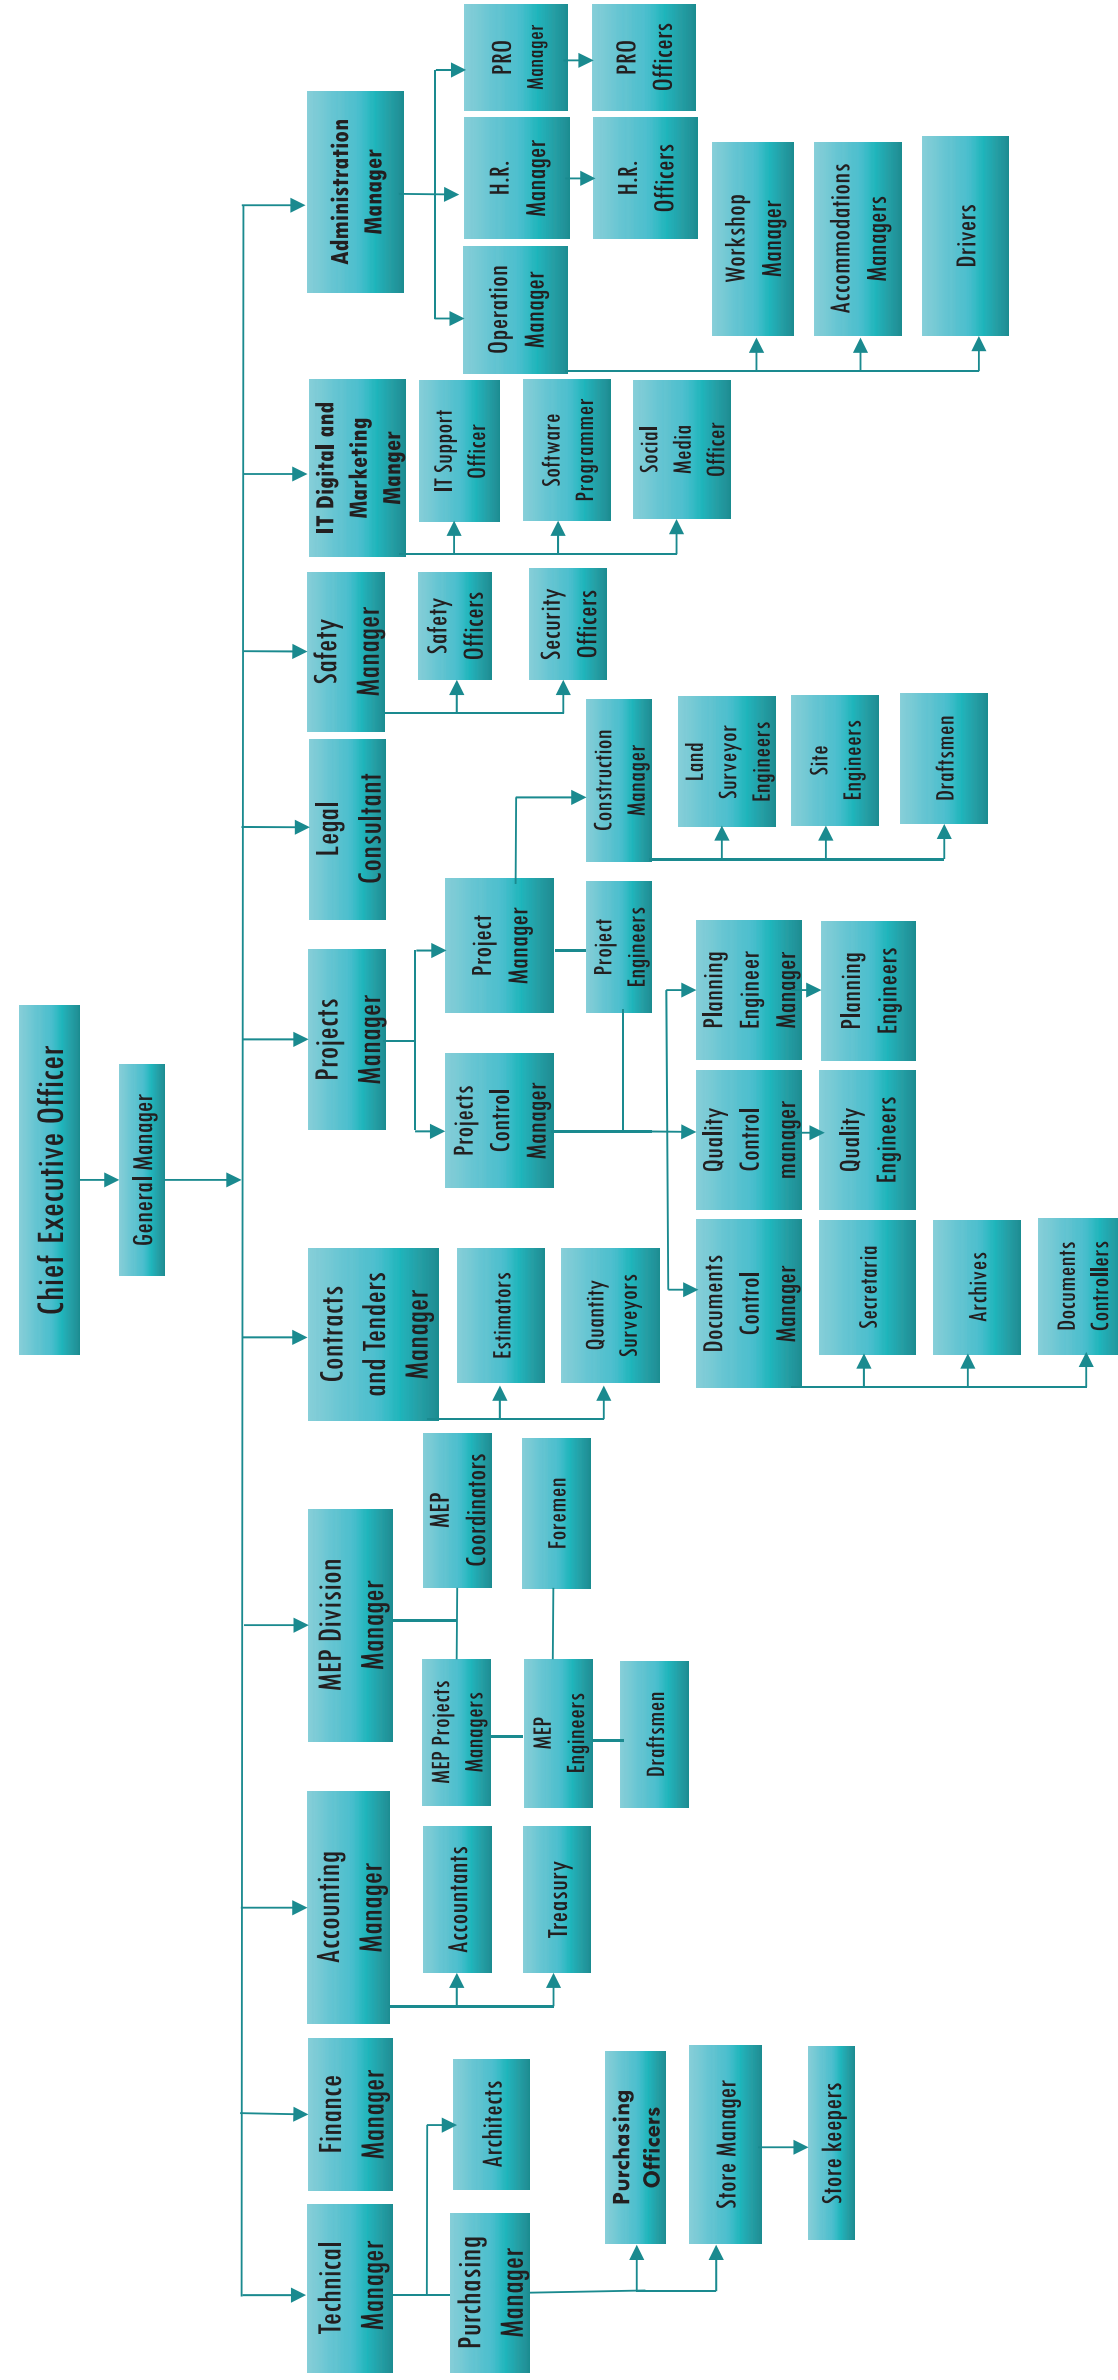 Chief Executive Officer
General Manager
Technical
Manager
Finance
Manager
Accounting
Manager
MEP Division
Manager
Contracts
and Tenders
Manager
Projects
Manager
Legal
Consultant
Safety
Manager
IT Digital and
Marketing
Manger
Administration
Manager
Purchasing
Manager
Architects
Purchasing
Officers
Store Manager
Store keepers
Accountants
Treasury
MEP Projects
Managers
MEP
Coordinators
MEP
Engineers
Foremen
Draftsmen
Estimators
Quantity
Surveyors
Projects
Control
Manager
Project
Manager
Project
Engineers
Construction
Manager
Land
Surveyor
Engineers
Site
Engineers
Draftsmen
Documents
Control
Manager
Quality
Control
manager
Planning
Engineer
Manager
Secretaria
Archives
Documents
Controllers
Quality
Engineers
Planning
Engineers
Safety
Officers
Security
Officers
IT Support
Officer
Software
Programmer
Social
Media
Officer
Operation
Manager
H.R.
Manager
PRO
Manager
H.R.
Officers
PRO
Officers
Workshop
Manager
Accommodations
Managers
Drivers